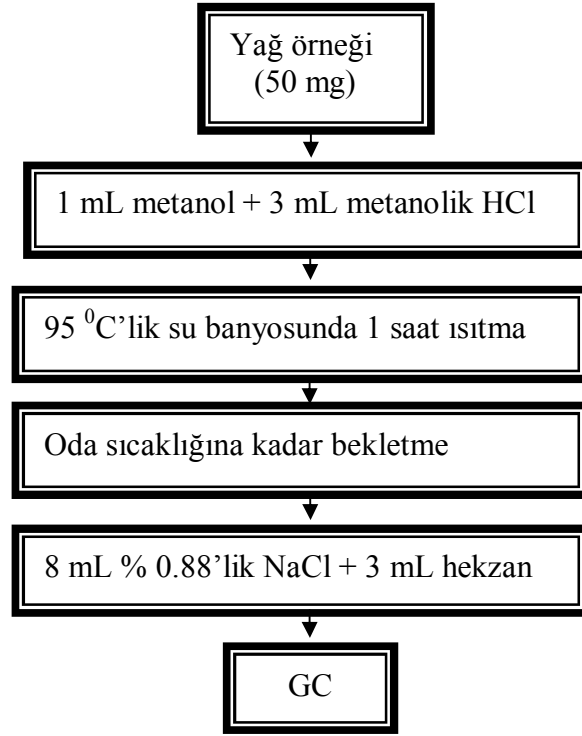 Yağ örneği
(50 mg)
1 mL metanol + 3 mL metanolik HCl
95 ⁰C’lik su banyosunda 1 saat ısıtma
Oda sıcaklığına kadar bekletme
8 mL % 0.88’lik NaCl + 3 mL hekzan
GC